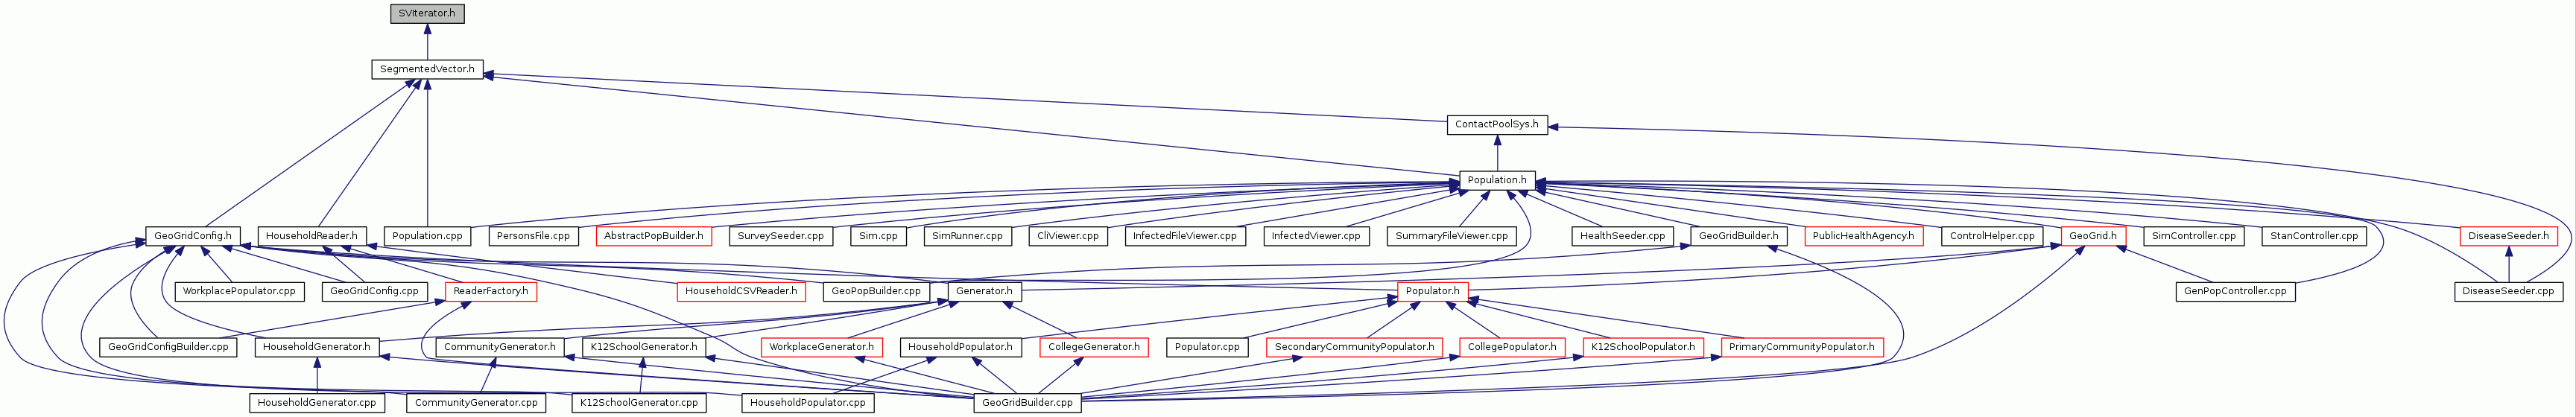 SVIterator.h
SegmentedVector.h
ContactPoolSys.h
Population.h
GeoGridConfig.h
HouseholdReader.h
Population.cpp
PersonsFile.cpp
AbstractPopBuilder.h
SurveySeeder.cpp
Sim.cpp
SimRunner.cpp
CliViewer.cpp
InfectedFileViewer.cpp
InfectedViewer.cpp
SummaryFileViewer.cpp
HealthSeeder.cpp
GeoGridBuilder.h
PublicHealthAgency.h
ControlHelper.cpp
GeoGrid.h
SimController.cpp
StanController.cpp
DiseaseSeeder.h
WorkplacePopulator.cpp
GeoGridConfig.cpp
ReaderFactory.h
HouseholdCSVReader.h
GeoPopBuilder.cpp
Generator.h
Populator.h
GenPopController.cpp
DiseaseSeeder.cpp
GeoGridConfigBuilder.cpp
HouseholdGenerator.h
CommunityGenerator.h
K12SchoolGenerator.h
WorkplaceGenerator.h
HouseholdPopulator.h
CollegeGenerator.h
Populator.cpp
SecondaryCommunityPopulator.h
CollegePopulator.h
K12SchoolPopulator.h
PrimaryCommunityPopulator.h
HouseholdGenerator.cpp
CommunityGenerator.cpp
K12SchoolGenerator.cpp
HouseholdPopulator.cpp
GeoGridBuilder.cpp